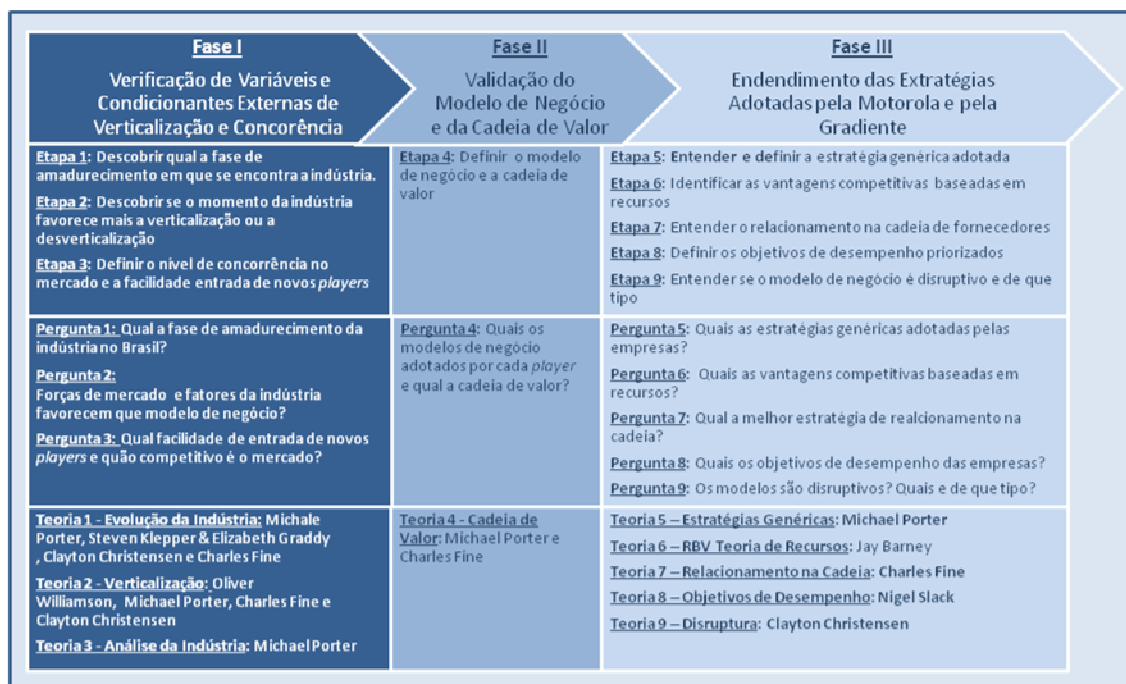 Fase I
Verificação de Variáveis e
Condicionantes Externas de
Verticalização e Concorência
Fase II
Validação do
Modelo de Negócio
e da Cadeia de Valor
Fase III
Endendimento das Estratégias
Adotadas pela Motorola e pela
Gradiente
Etapa 1: Descobrir qual a fase de
amadurecimento em que se encontra a indústria.
Etapa 2: Descobrir se o momento da indústria
favorece mais a verticalização ou a
desverticalização
Etapa 3: Definir o nível de concorrência no
mercado e a facilidade entrada de novos players
Etapa 4: Definir o modelo
de negócio e a cadeia de
valor
Etapa 5: Entender e definir a estratégia genérica adotada
Etapa 6: Identificar as vantagens competitivas baseadas em
recursos
Etapa 7: Entender o relacionamento na cadeia de fornecedores
Etapa 8: Definir os objetivos de desempenho priorizados
Etapa 9: Entender se o modelo de negócio é disruptivo e de que
tipo
Pergunta 1: Qual a fase de amadurecimento da
indústria no Brasil?
Pergunta 2:
Forças de mercado e fatores da indústria
favorecem que modelo de negócio?
Pergunta 3: Qual facilidade de entrada de novos
players e quão competitivo é o mercado?
Pergunta 4: Quais os
modelos de negócio
adotados por cada player
e qual a cadeia de valor?
Pergunta 5: Quais as estratégias genéricas adotadas pelas
empresas?
Pergunta 6: Quais as vantagens competitivas baseadas em
recursos?
Pergunta 7: Qual a melhor estratégia de realcionamento na
cadeia?
Pergunta 8: Quais os objetivos de desempenho das empresas?
Pergunta 9: Os modelos são disruptivos? Quais e de que tipo?
Teoria 1 - Evolução da Indústria: Michale
Porter, Steven Klepper & Elizabeth Graddy
, Clayton Christensen e Charles Fine
Teoria 2 - Verticalização: Oliver
Williamson, Michael Porter, Charles Fine e
Clayton Christensen
Teoria 3 - Análise da Indústria: Michael Porter
Teoria 4 - Cadeia de
Valor: Michael Porter e
Charles Fine
Teoria 5 – Estratégias Genéricas: Michael Porter
Teoria 6 – RBV Teoria de Recursos: Jay Barney
Teoria 7 – Relacionamento na Cadeia: Charles Fine
Teoria 8 – Objetivos de Desempenho: Nigel Slack
Teoria 9 – Disruptura: Clayton Christensen